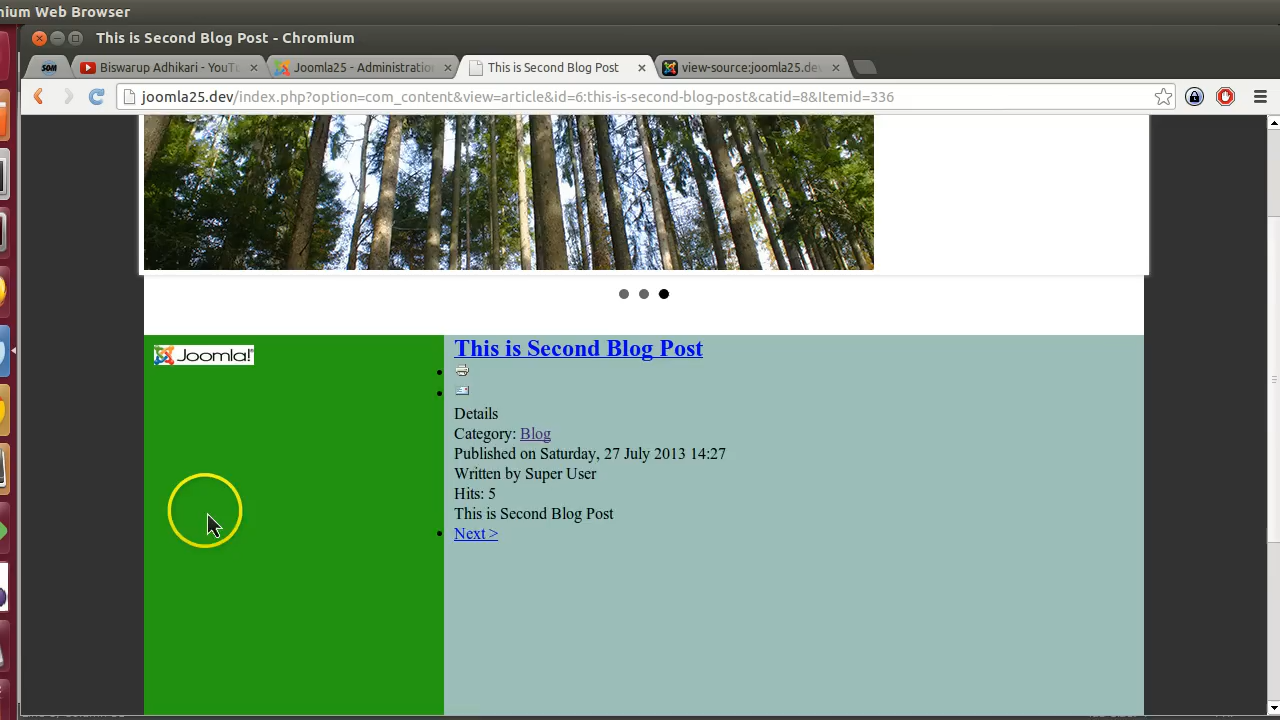 nium Web Browser
This is Second Blog Post - Chromium
SOM
Biswarup Adhikari - YouTu
Joomla25 - Administratio
This is Second Blog Post
view-source:joomla25.dev
joomla25.dev/index.php?option=com_content&view=article&id=6:this-is-second-blog-post&catid=8&Itemid=336
Joomla!
This is Second Blog Post
Details
Category: Blog
Published on Saturday, 27 July 2013 14:27
Written by Super User
Hits: 5
This is Second Blog Post
Next >